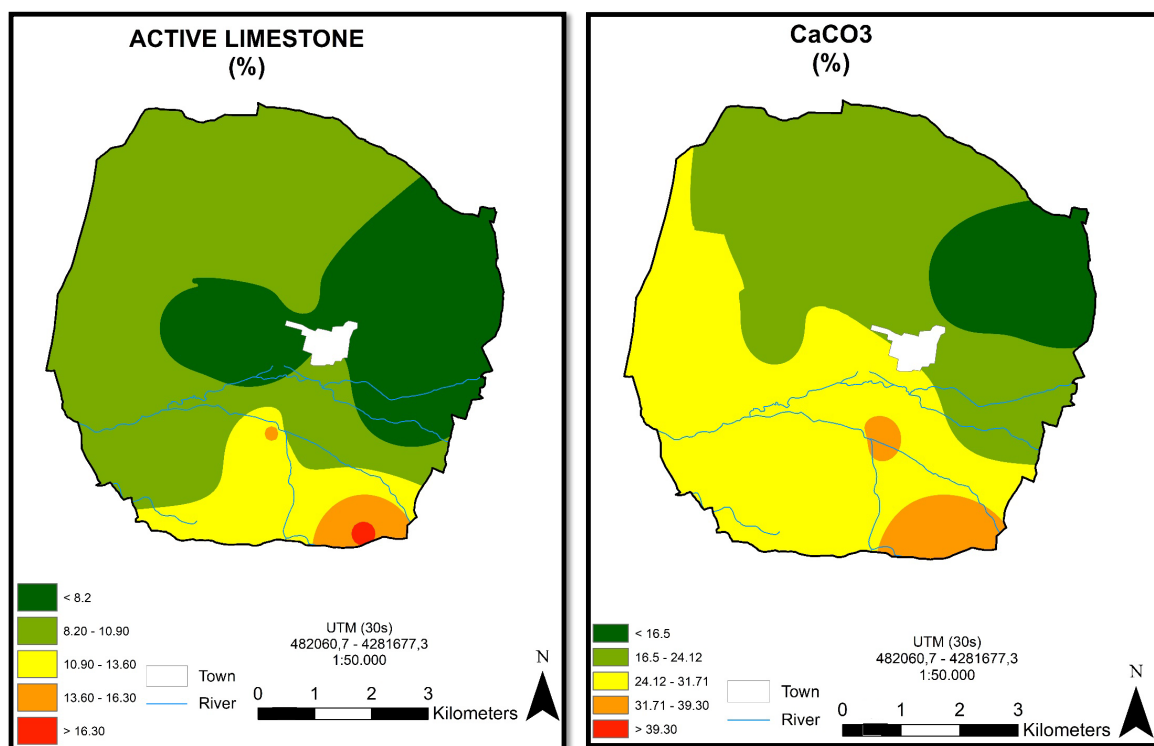 ACTIVE LIMESTONE
(%)
< 8.2
8.20 - 10.90
10.90 - 13.60
13.60 - 16.30
> 16.30
Town
River
UTM (30s)
482060,7 - 4281677,3
1:50.000
0 1 2 3
Kilometers
N
CaCO3
(%)
< 16.5
16.5 - 24.12
24.12 - 31.71
31.71 - 39.30
> 39.30
Town
River
UTM (30s)
482060,7 - 4281677,3
1:50.000
0 1 2 3
Kilometers
N